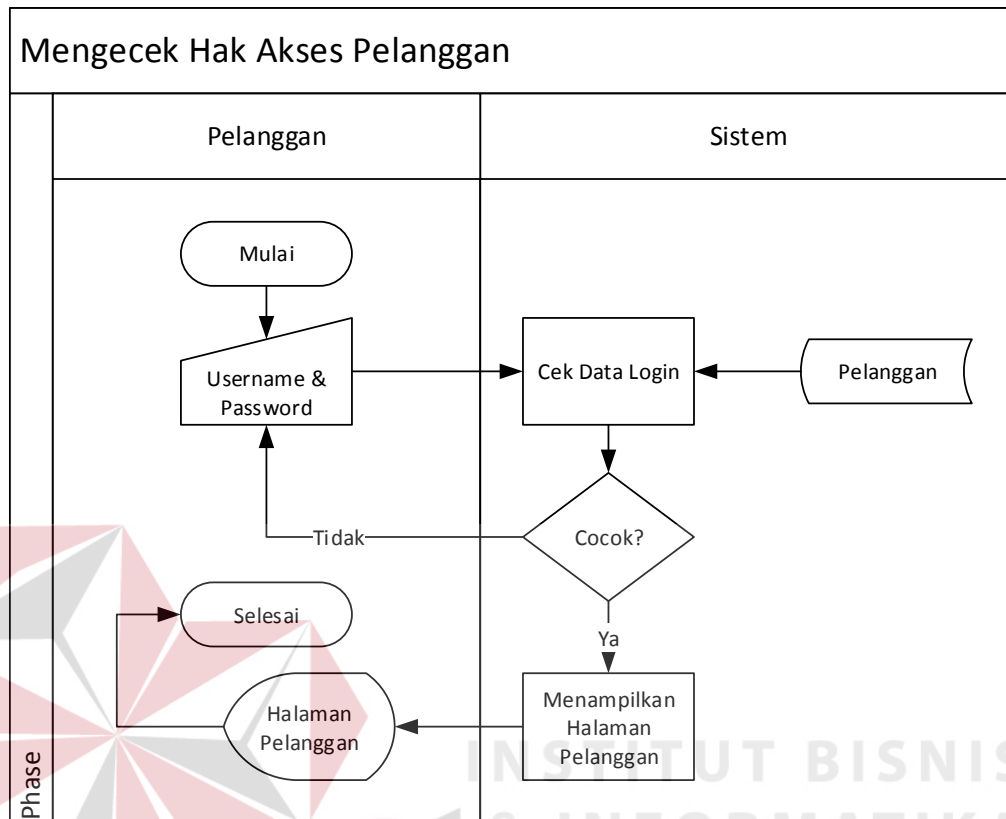 Mengecek Hak Akses Pelanggan
Pelanggan
Sistem
Mulai
Username &
Password
Cek Data Login
Pelanggan
Tidak
Cocok?
Selesai
Ya
Halaman
Pelanggan
Menampilkan
Halaman
Pelanggan
Phase
INSTITUT BISNIS
& INFORMATIKA